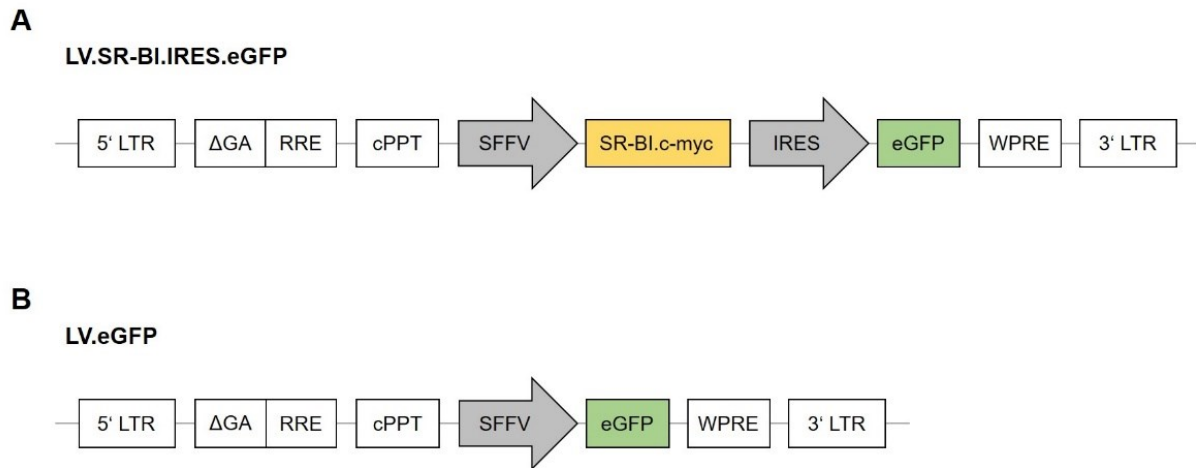 A
LV.SR-BI.IRES.eGFP
5‘ LTR ΔGA RRE cPPT SFFV SR-BI.c-myc IRES eGFP WPRE 3‘ LTR
B
LV.eGFP
5‘ LTR ΔGA RRE cPPT SFFV eGFP WPRE 3‘ LTR